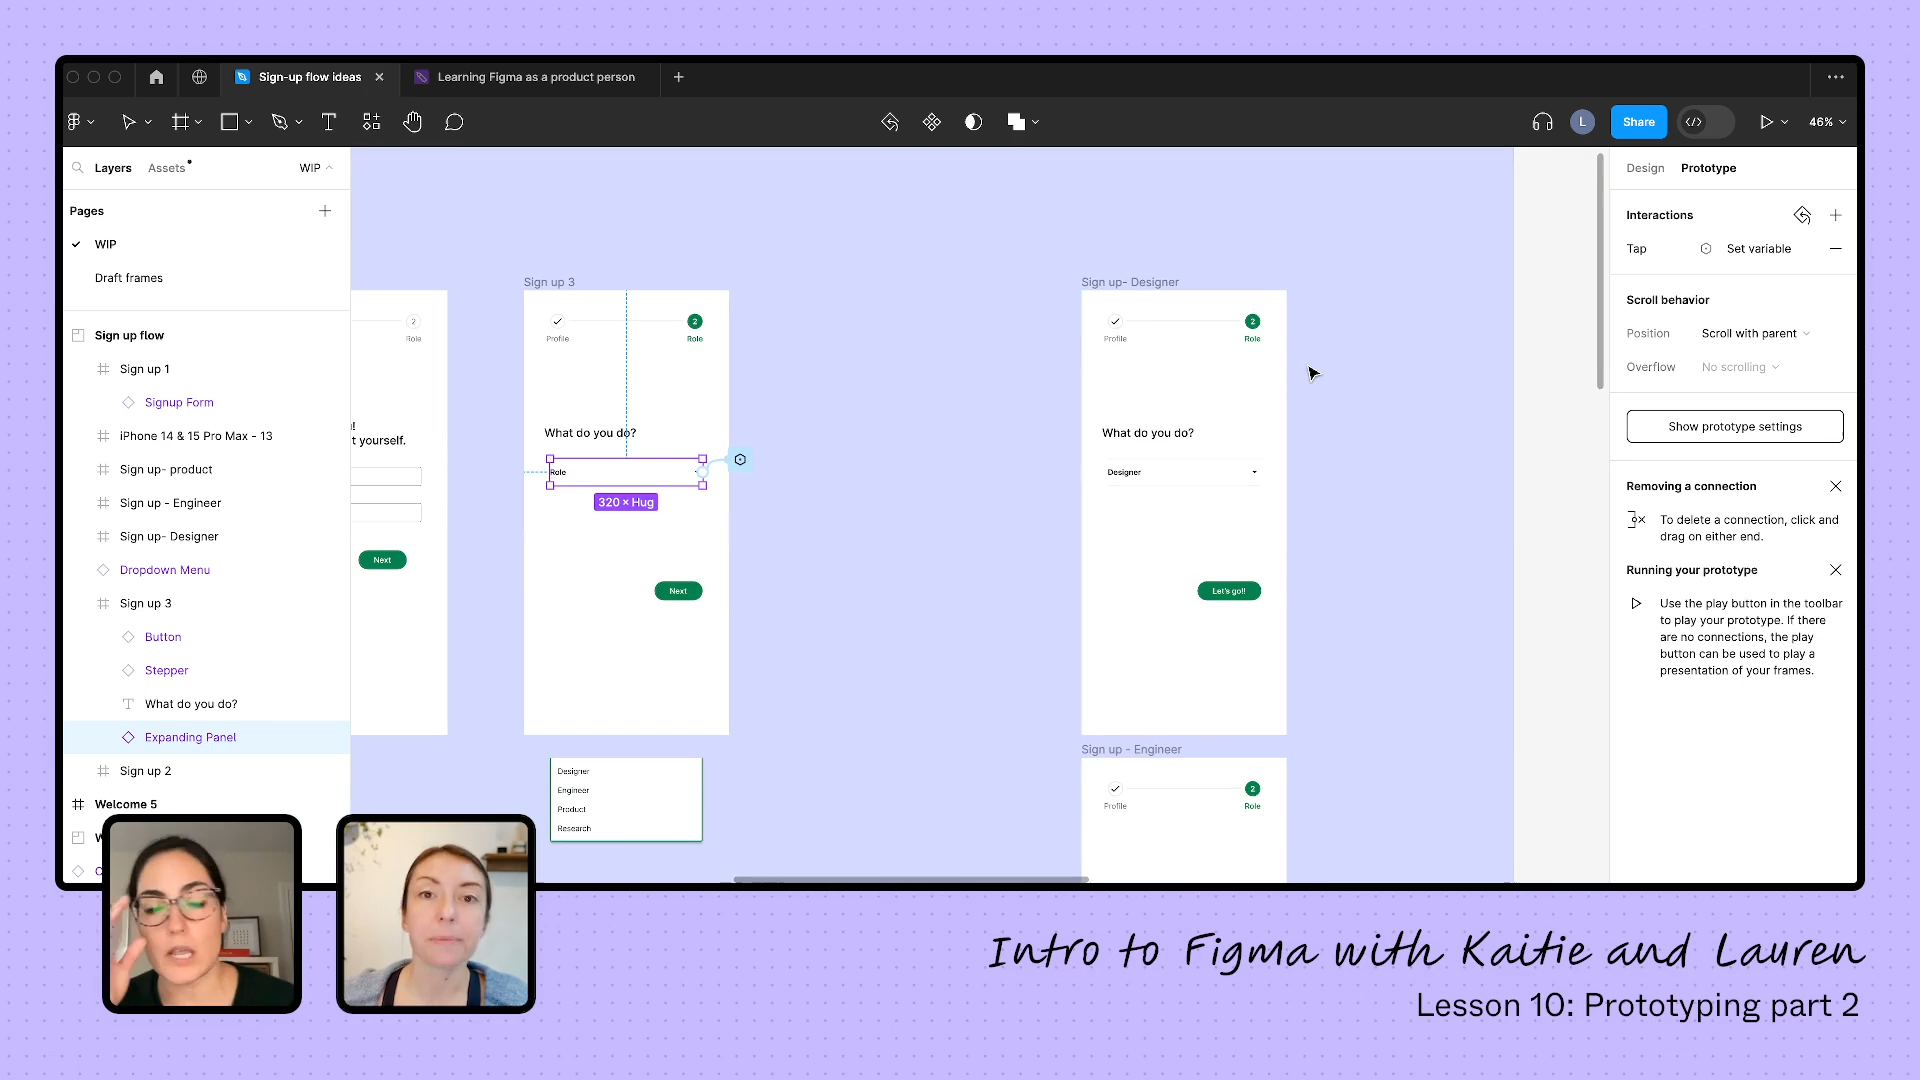 Sign-up flow ideas
Learning Figma as a product person
L
Share
46%
Layers
Assets
WIP
Pages
WIP
Draft frames
Sign up flow
Sign up 1
Signup Form
iPhone 14 & 15 Pro Max - 13
Sign up- product
Sign up - Engineer
Sign up- Designer
Dropdown Menu
Sign up 3
Button
Stepper
What do you do?
Expanding Panel
Sign up 2
Welcome 5
2
Role
t yourself.
Next
Sign up 3
2
Profile
Role
What do you do?
Role
320 × Hug
Next
Designer
Engineer
Product
Research
Sign up- Designer
2
Profile
Role
What do you do?
Designer
Let's go!!
Sign up - Engineer
2
Profile
Role
Design
Prototype
Interactions
Tap
Set variable
Scroll behavior
Position
Scroll with parent
Overflow
No scrolling
Show prototype settings
Removing a connection
To delete a connection, click and
drag on either end.
Running your prototype
Use the play button in the toolbar
to play your prototype. If there
are no connections, the play
button can be used to play a
presentation of your frames.
Intro to Figma with Kaitie and Lauren
Lesson 10: Prototyping part 2